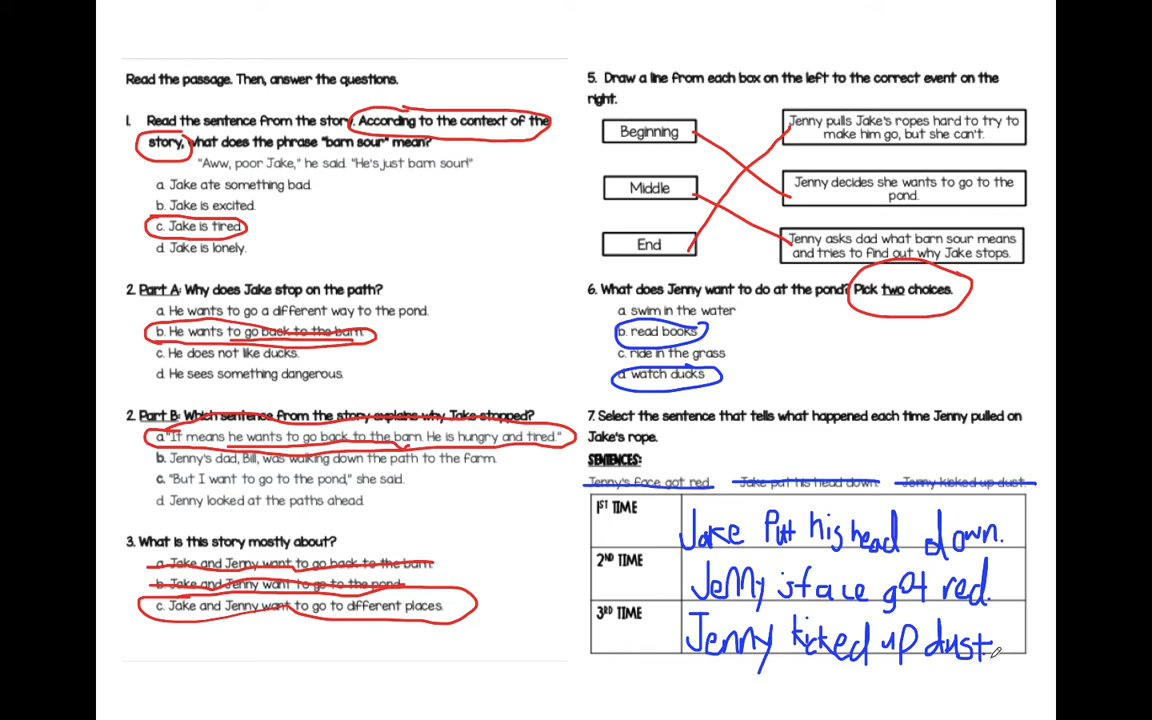 Read the passage. Then, answer the questions.
1. Read the sentence from the story. According to the context of the
story, what does the phrase "barn sour" mean?
"Aww, poor Jake," he said. "He's just barn sour!"
a. Jake ate something bad.
b. Jake is excited.
c. Jake is tired.
d. Jake is lonely.
2. Part A: Why does Jake stop on the path?
a. He wants to go a different way to the pond.
b. He wants to go back to the barn.
c. He does not like ducks.
d. He sees something dangerous.
2. Part B: Which sentence from the story explains why Jake stopped?
a. "It means he wants to go back to the barn. He is hungry and tired."
b. Jenny's dad, Bill, was walking down the path to the farm.
c. "But I want to go to the pond," she said.
d. Jenny looked at the paths ahead.
3. What is this story mostly about?
a. Jake and Jenny want to go back to the barn.
b. Jake and Jenny want to go to the pond.
c. Jake and Jenny want to go to different places.
5. Draw a line from each box on the left to the correct event on the
right.
Beginning
Jenny pulls Jake's ropes hard to try to
make him go, but she can't.
Middle
Jenny decides she wants to go to the
pond.
End
Jenny asks dad what barn sour means
and tries to find out why Jake stops.
6. What does Jenny want to do at the pond? Pick two choices.
a. swim in the water
b. read books
c. ride in the grass
d. watch ducks
7. Select the sentence that tells what happened each time Jenny pulled on
Jake's rope.
SENTENCES:
Jenny's face got red. Jake put his head down. Jenny kicked up dust.
1ST TIME Jake Putt his head down.
2ND TIME Jenny's face got red.
3RD TIME Jenny kicked up dust.